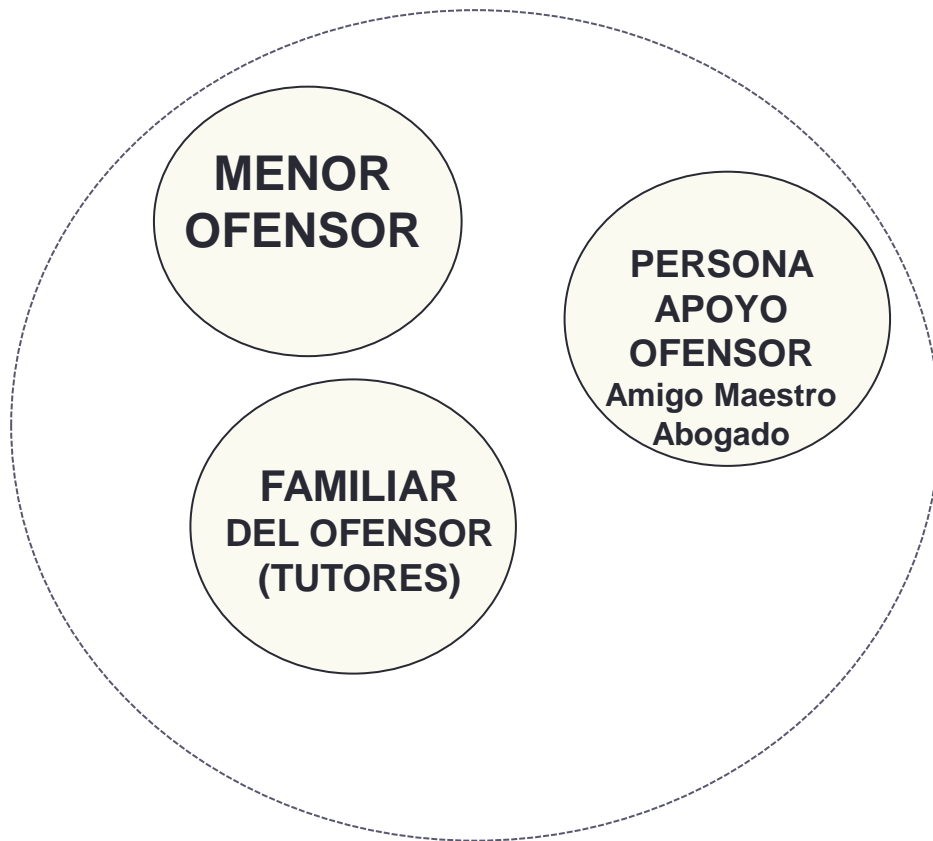 MENOR
OFENSOR
PERSONA
APOYO
OFENSOR
Amigo Maestro
Abogado
FAMILIAR
DEL OFENSOR
(TUTORES)